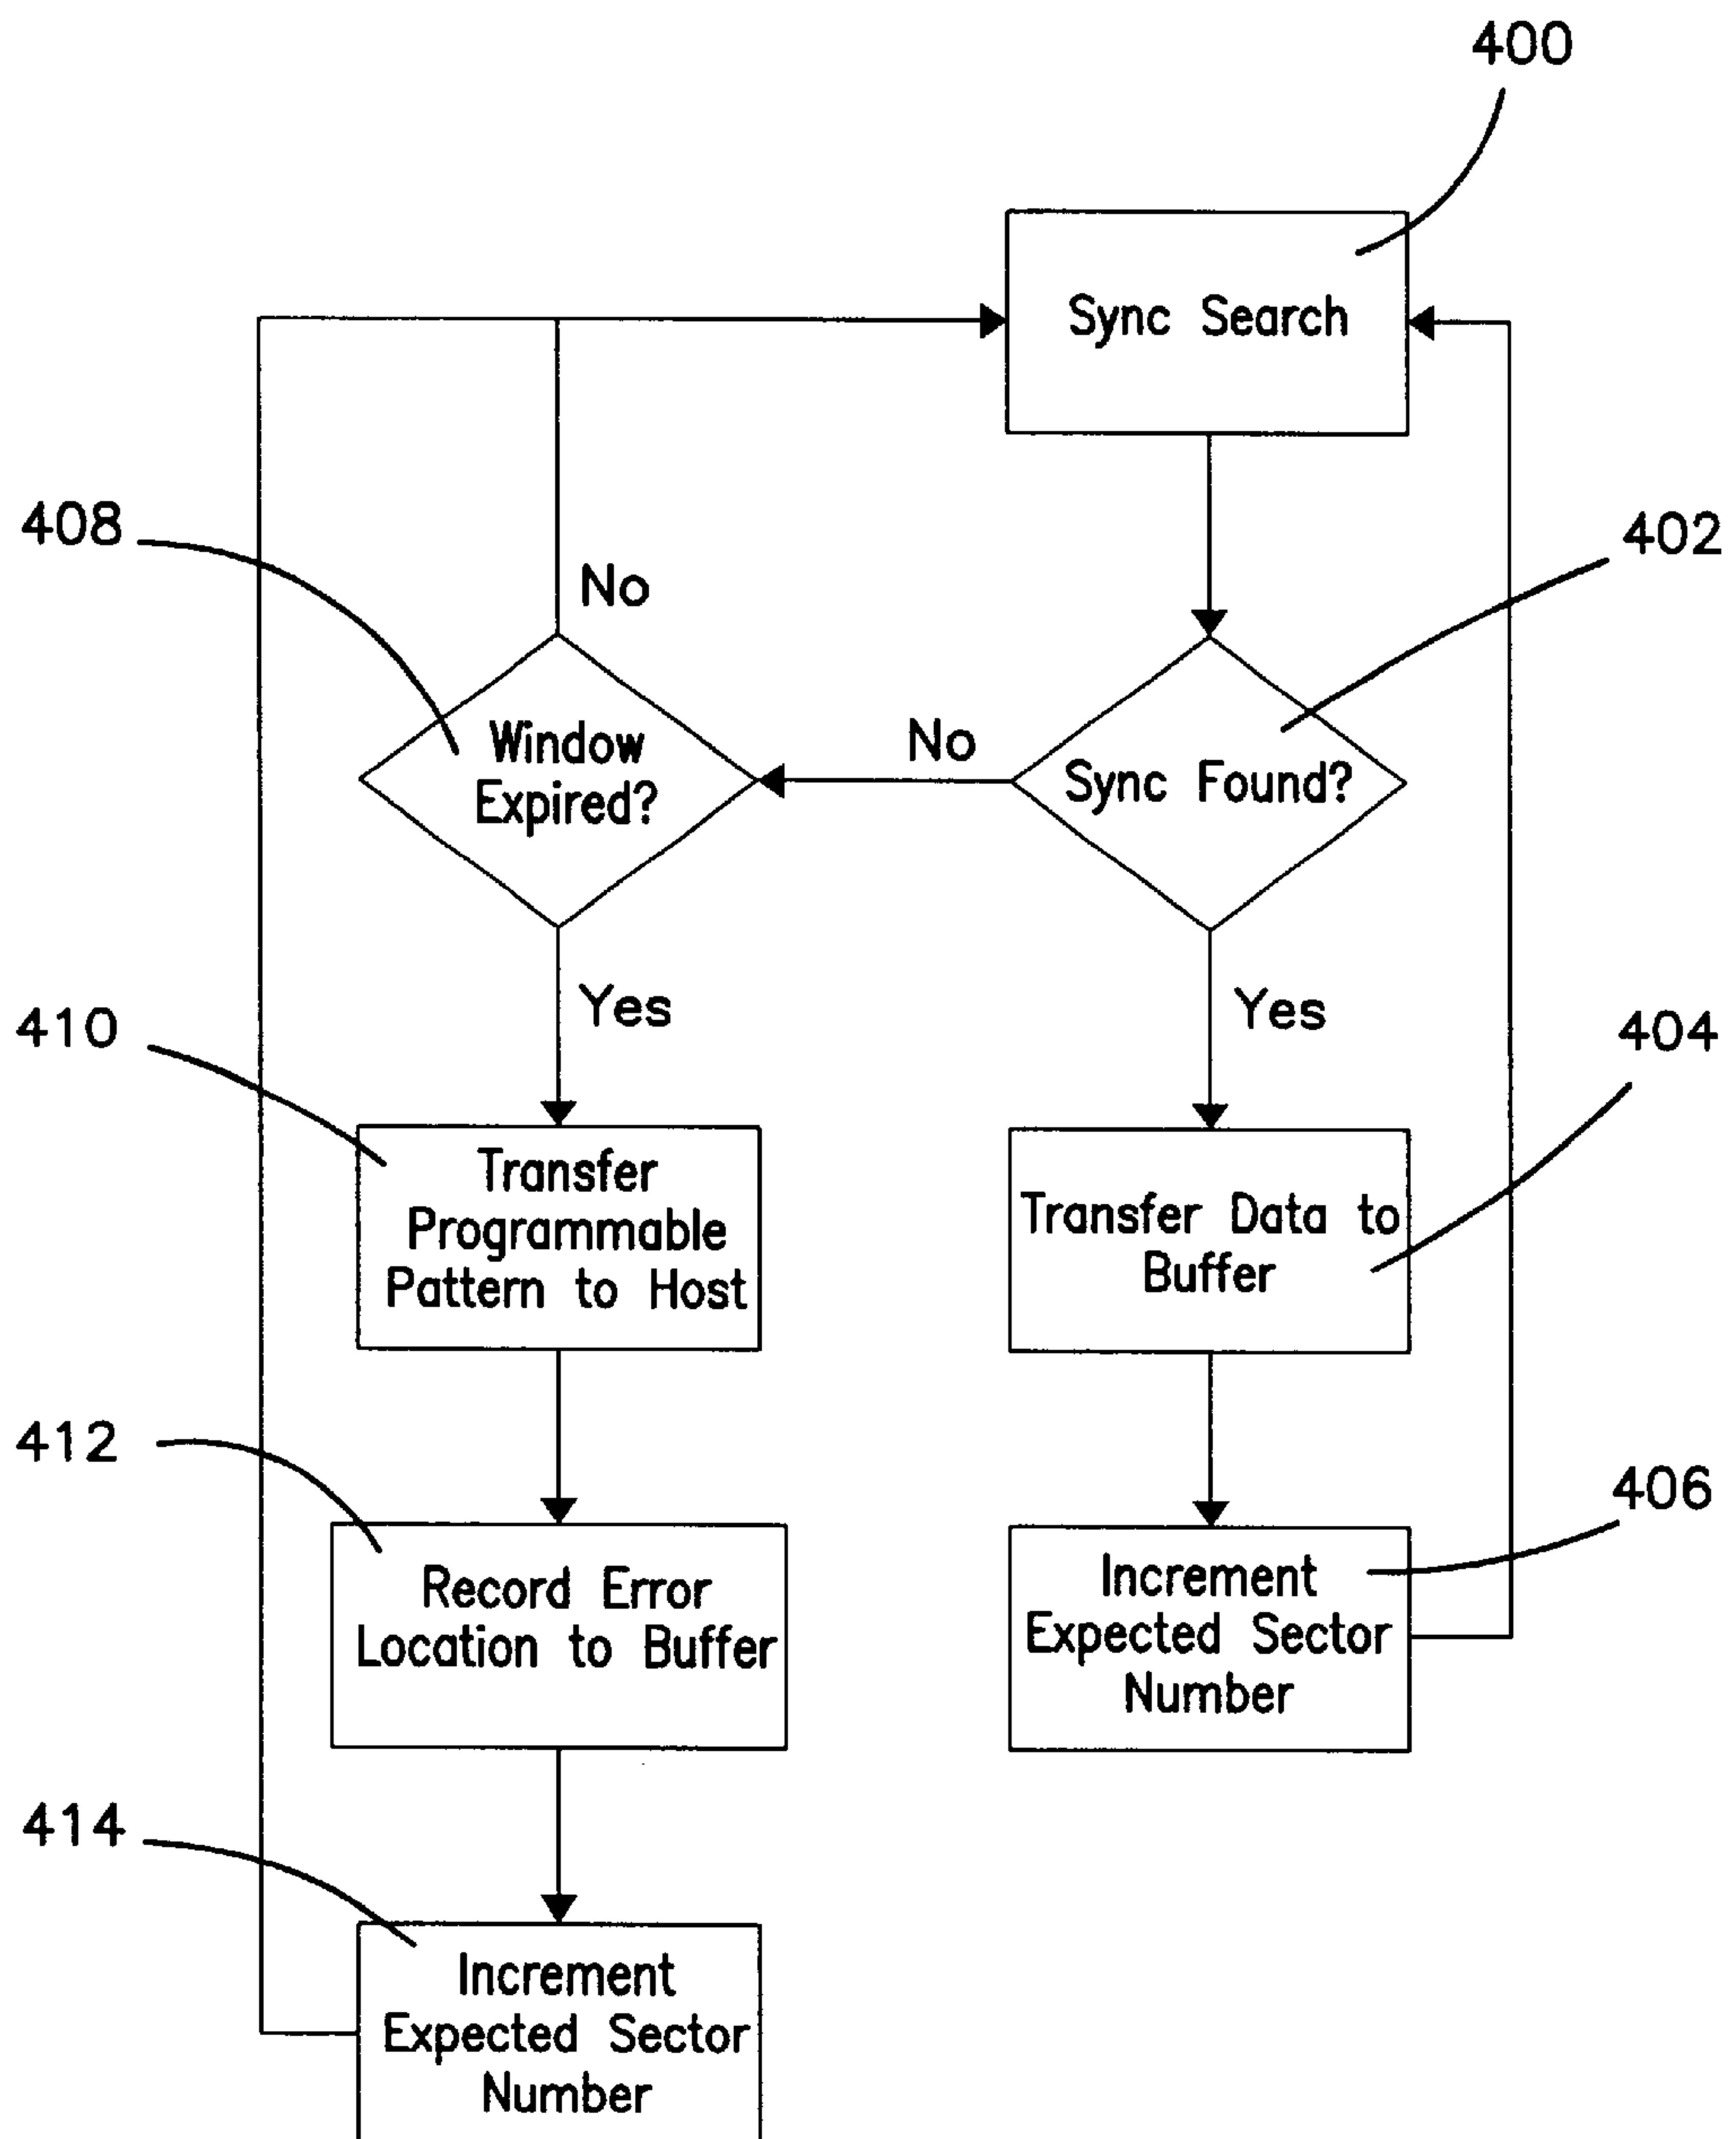 400
Sync Search
408
402
No
Window
Expired?
No
Sync Found?
Yes
Yes
410
404
Transfer
Programmable
Pattern to Host
Transfer Data to
Buffer
412
406
Record Error
Location to Buffer
Increment
Expected Sector
Number
414
Increment
Expected Sector
Number